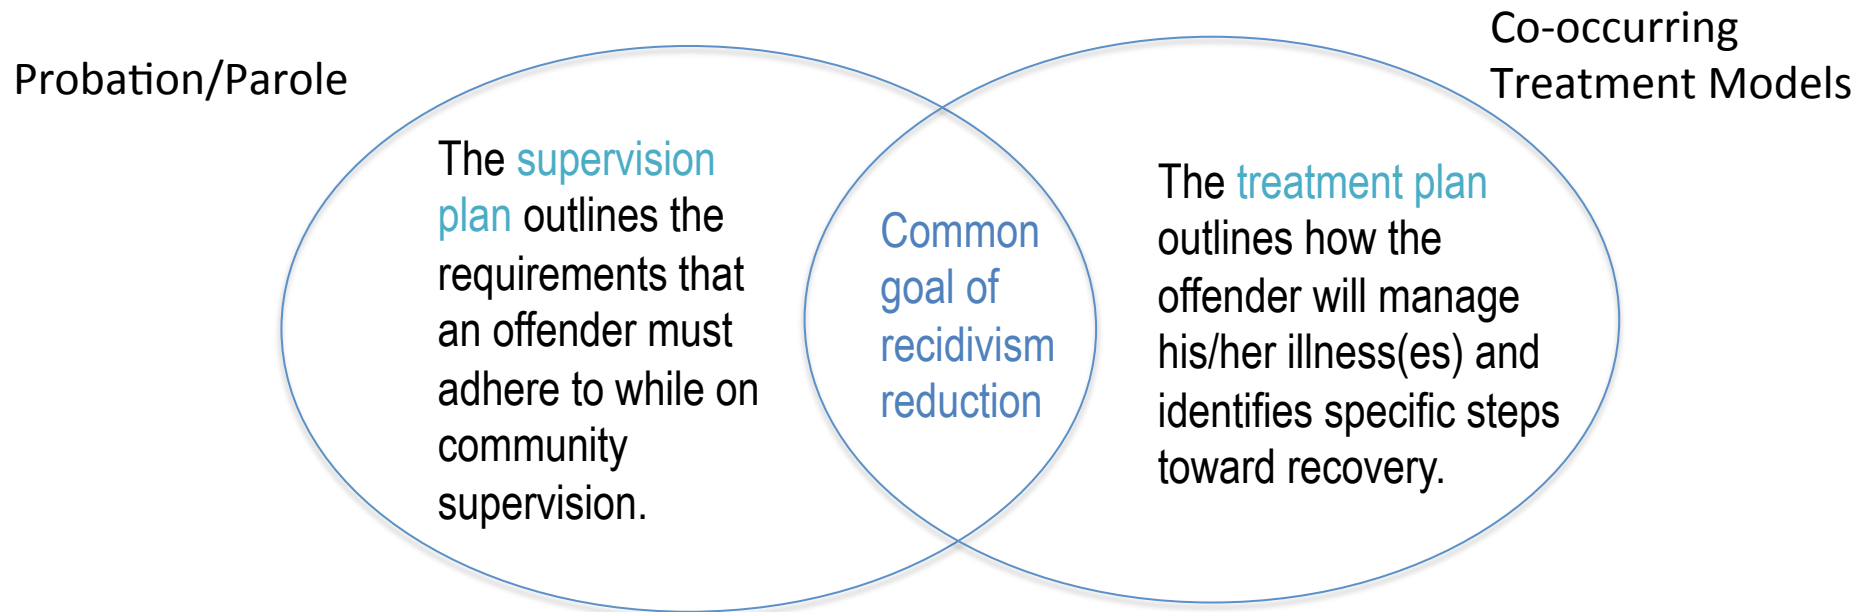 Probation/Parole
Co-occurring
Treatment Models
The supervision
plan outlines the
requirements that
an offender must
adhere to while on
community
supervision.
Common
goal of
recidivism
reduction
The treatment plan
outlines how the
offender will manage
his/her illness(es) and
identifies specific steps
toward recovery.